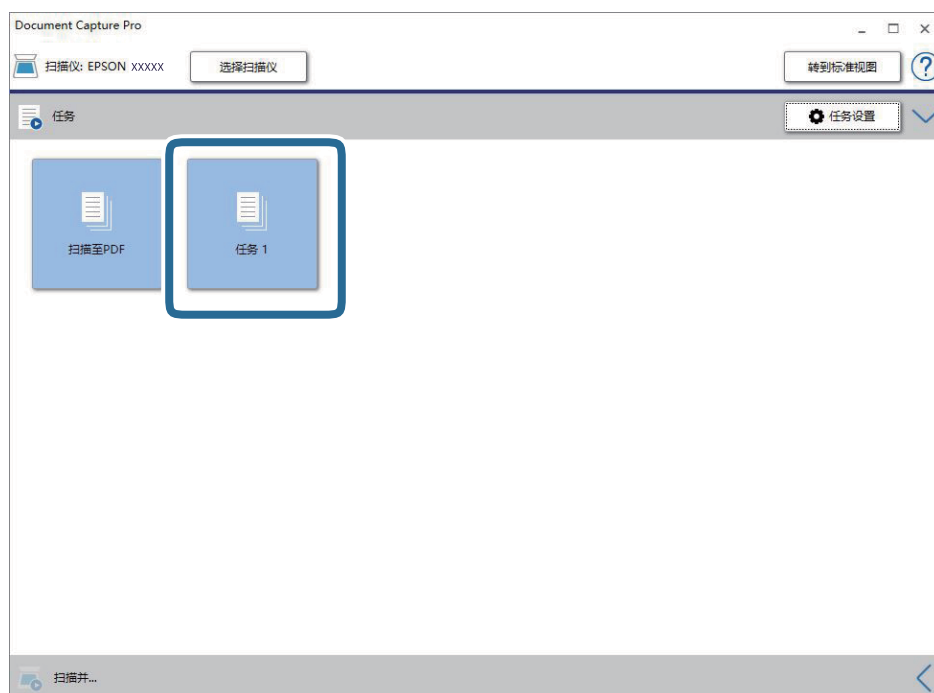 Document Capture Pro
扫描仪: EPSON XXXXX
选择扫描仪
转到标准视图
?
任务
任务设置
扫描至PDF
任务 1
扫描并...